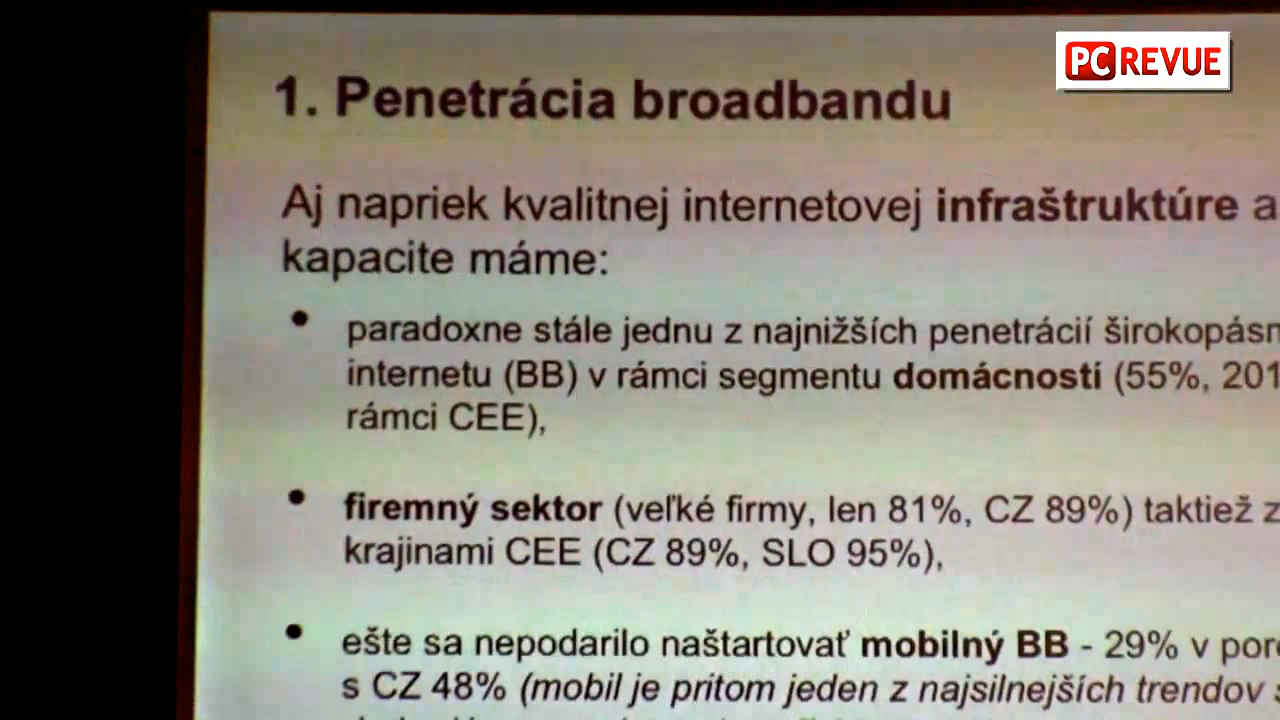 PC REVUE
1. Penetrácia broadbandu
Aj napriek kvalitnej internetovej infraštruktúre a
kapacite máme:
• paradoxne stále jednu z najnižších penetrácií širokopásm
internetu (BB) v rámci segmentu domácností (55%, 201
rámci CEE),
• firemný sektor (veľké firmy, len 81%, CZ 89%) taktiež z
krajinami CEE (CZ 89%, SLO 95%),
• ešte sa nepodarilo naštartovať mobilný BB - 29% v poro
s CZ 48% (mobil je pritom jeden z najsilnejších trendov s